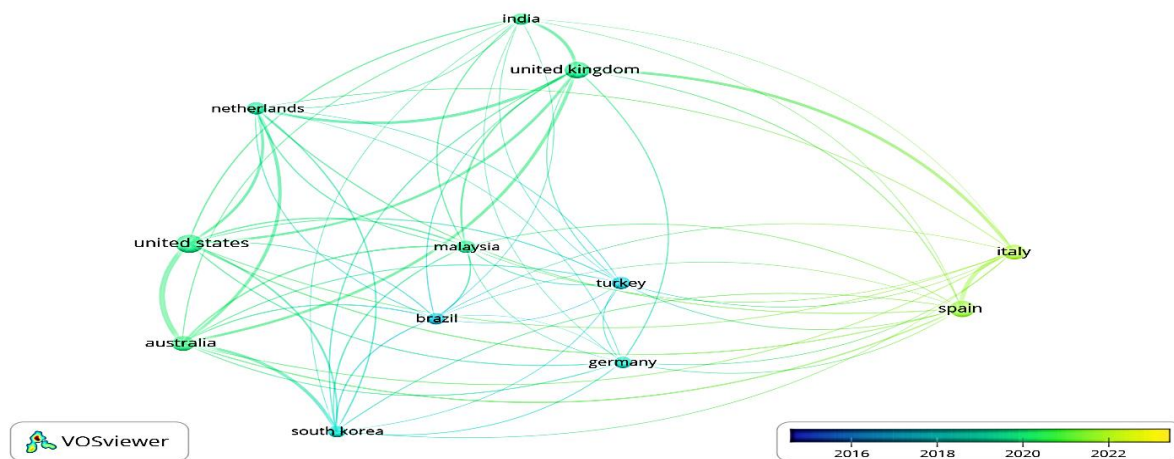 india
united kingdom
netherlands
united states
malaysia
italy
turkey
spain
brazil
australia
germany
south korea
VOSviewer
2016 2018 2020 2022